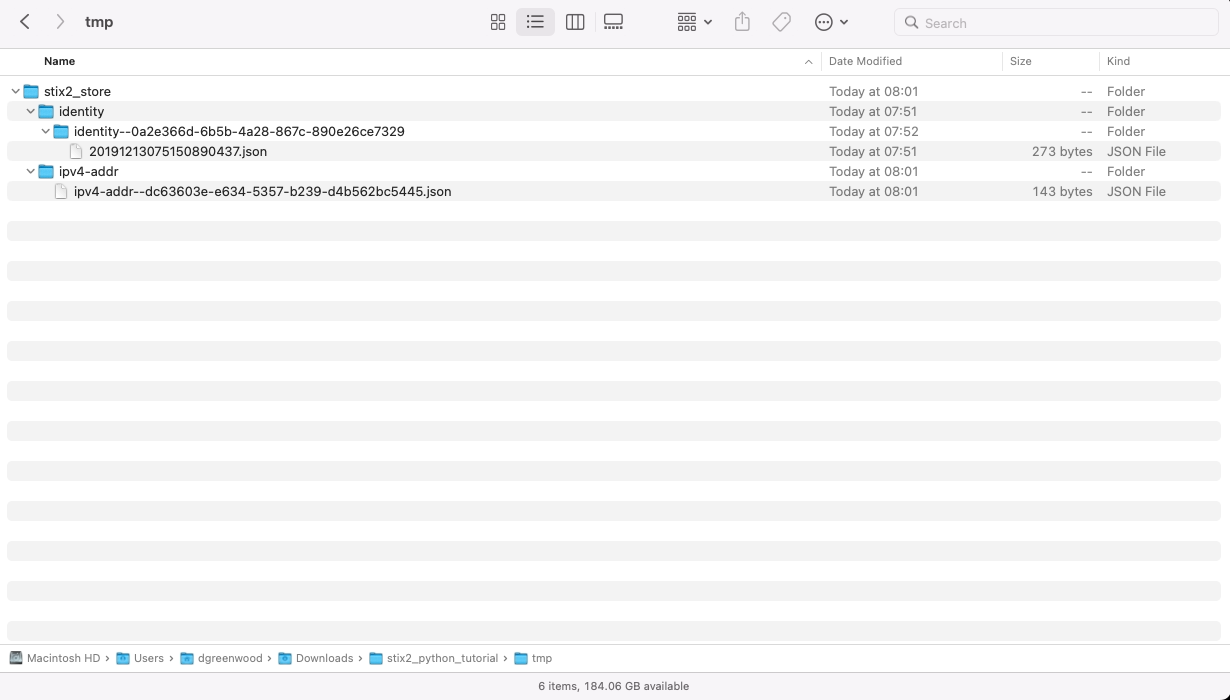 tmp
Search
Name Date Modified Size Kind
stix2_store Today at 08:01 -- Folder
identity Today at 07:51 -- Folder
identity--0a2e366d-6b5b-4a28-867c-890e26ce7329 Today at 07:52 -- Folder
20191213075150890437.json Today at 07:51 273 bytes JSON File
ipv4-addr Today at 08:01 -- Folder
ipv4-addr--dc63603e-e634-5357-b239-d4b562bc5445.json Today at 08:01 143 bytes JSON File
Macintosh HD › Users › dgreenwood › Downloads › stix2_python_tutorial › tmp
6 items, 184.06 GB available